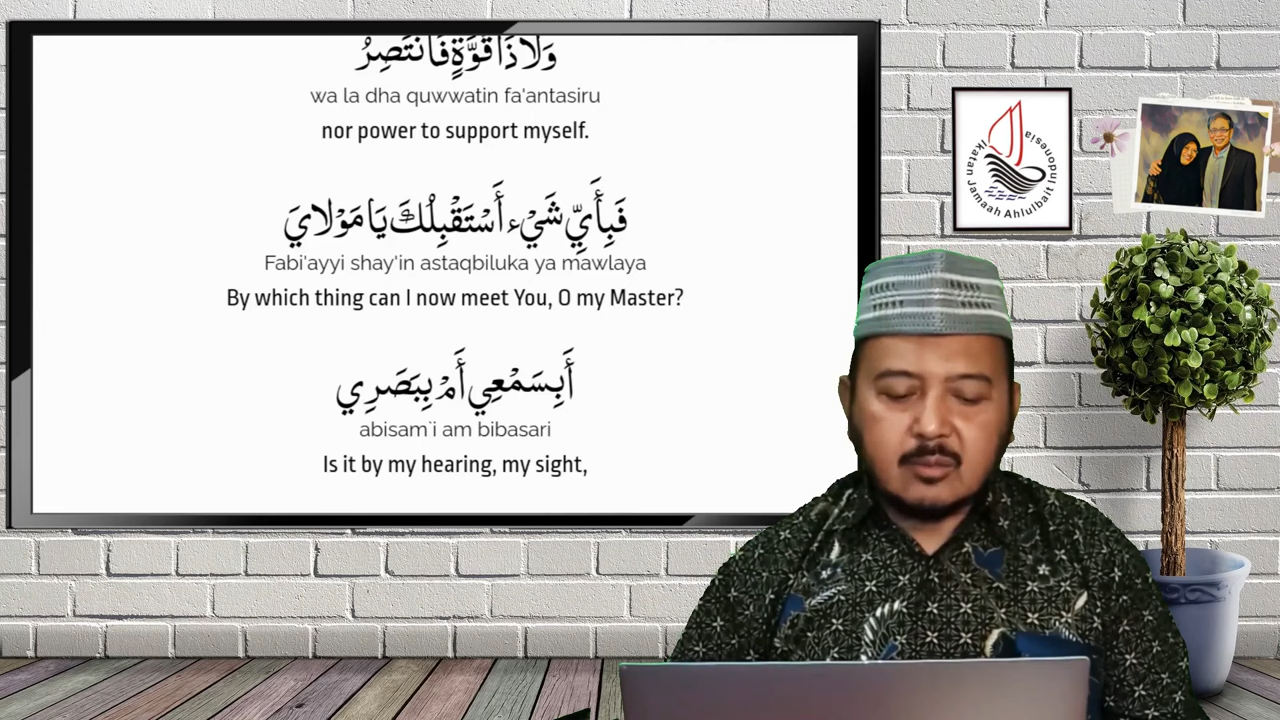 وَلَا ذَا قُوَّةٍ فَأَنْتَصِرُ
wa la dha quwwatin fa'antasiru
nor power to support myself.
فَبِأَيِّ شَيْءٍ أَسْتَقْبِلُكَ يَا مَوْلايَ
Fabi'ayyi shay'in astaqbiluka ya mawlaya
By which thing can I now meet You, O my Master?
أَبِسَمْعِي أَمْ بِبَصَرِي
abisam`i am bibasari
Is it by my hearing, my sight,
Ikatan Jamaah Ahlulbait Indonesia